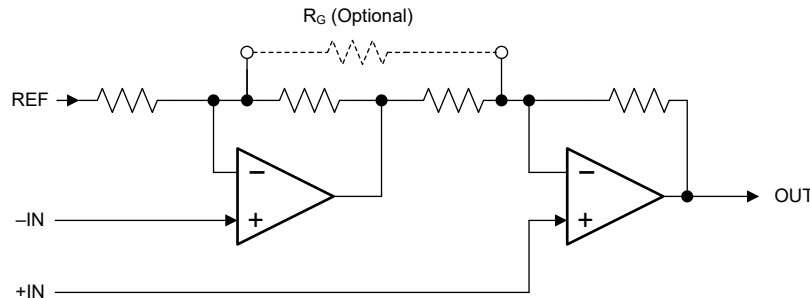 R_G (Optional)
REF
–
+
–
+
–IN
+IN
OUT